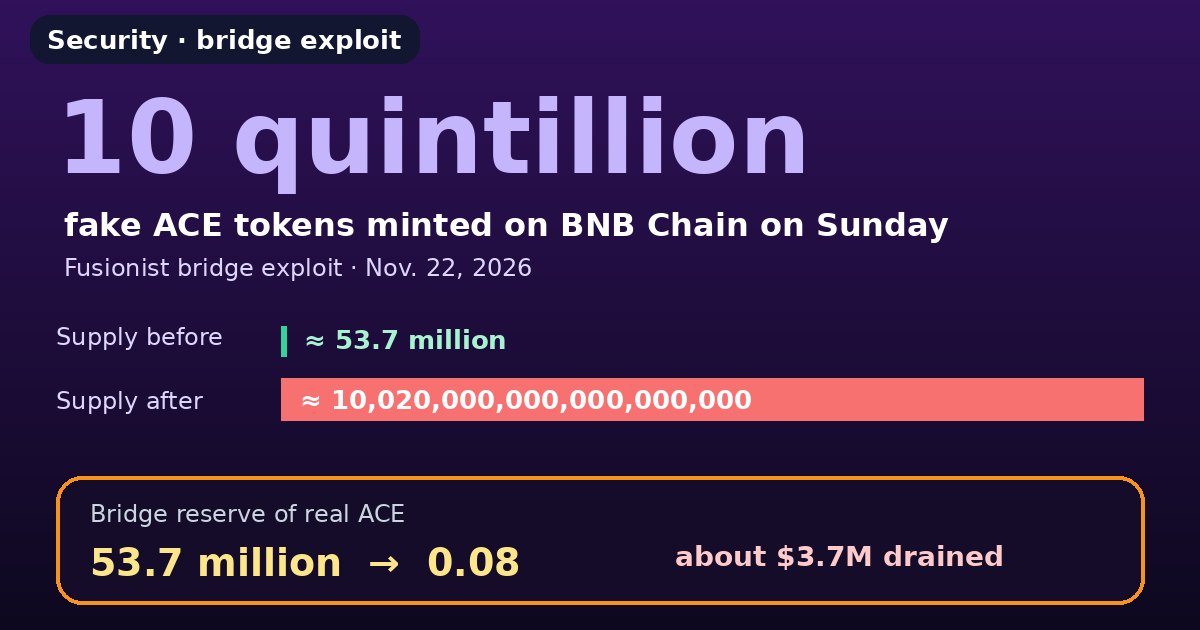 Security · bridge exploit
10 quintillion
fake ACE tokens minted on BNB Chain on Sunday
Fusionist bridge exploit · Nov. 22, 2026
Supply before ≈ 53.7 million
Supply after ≈ 10,020,000,000,000,000,000
Bridge reserve of real ACE
53.7 million → 0.08 about $3.7M drained